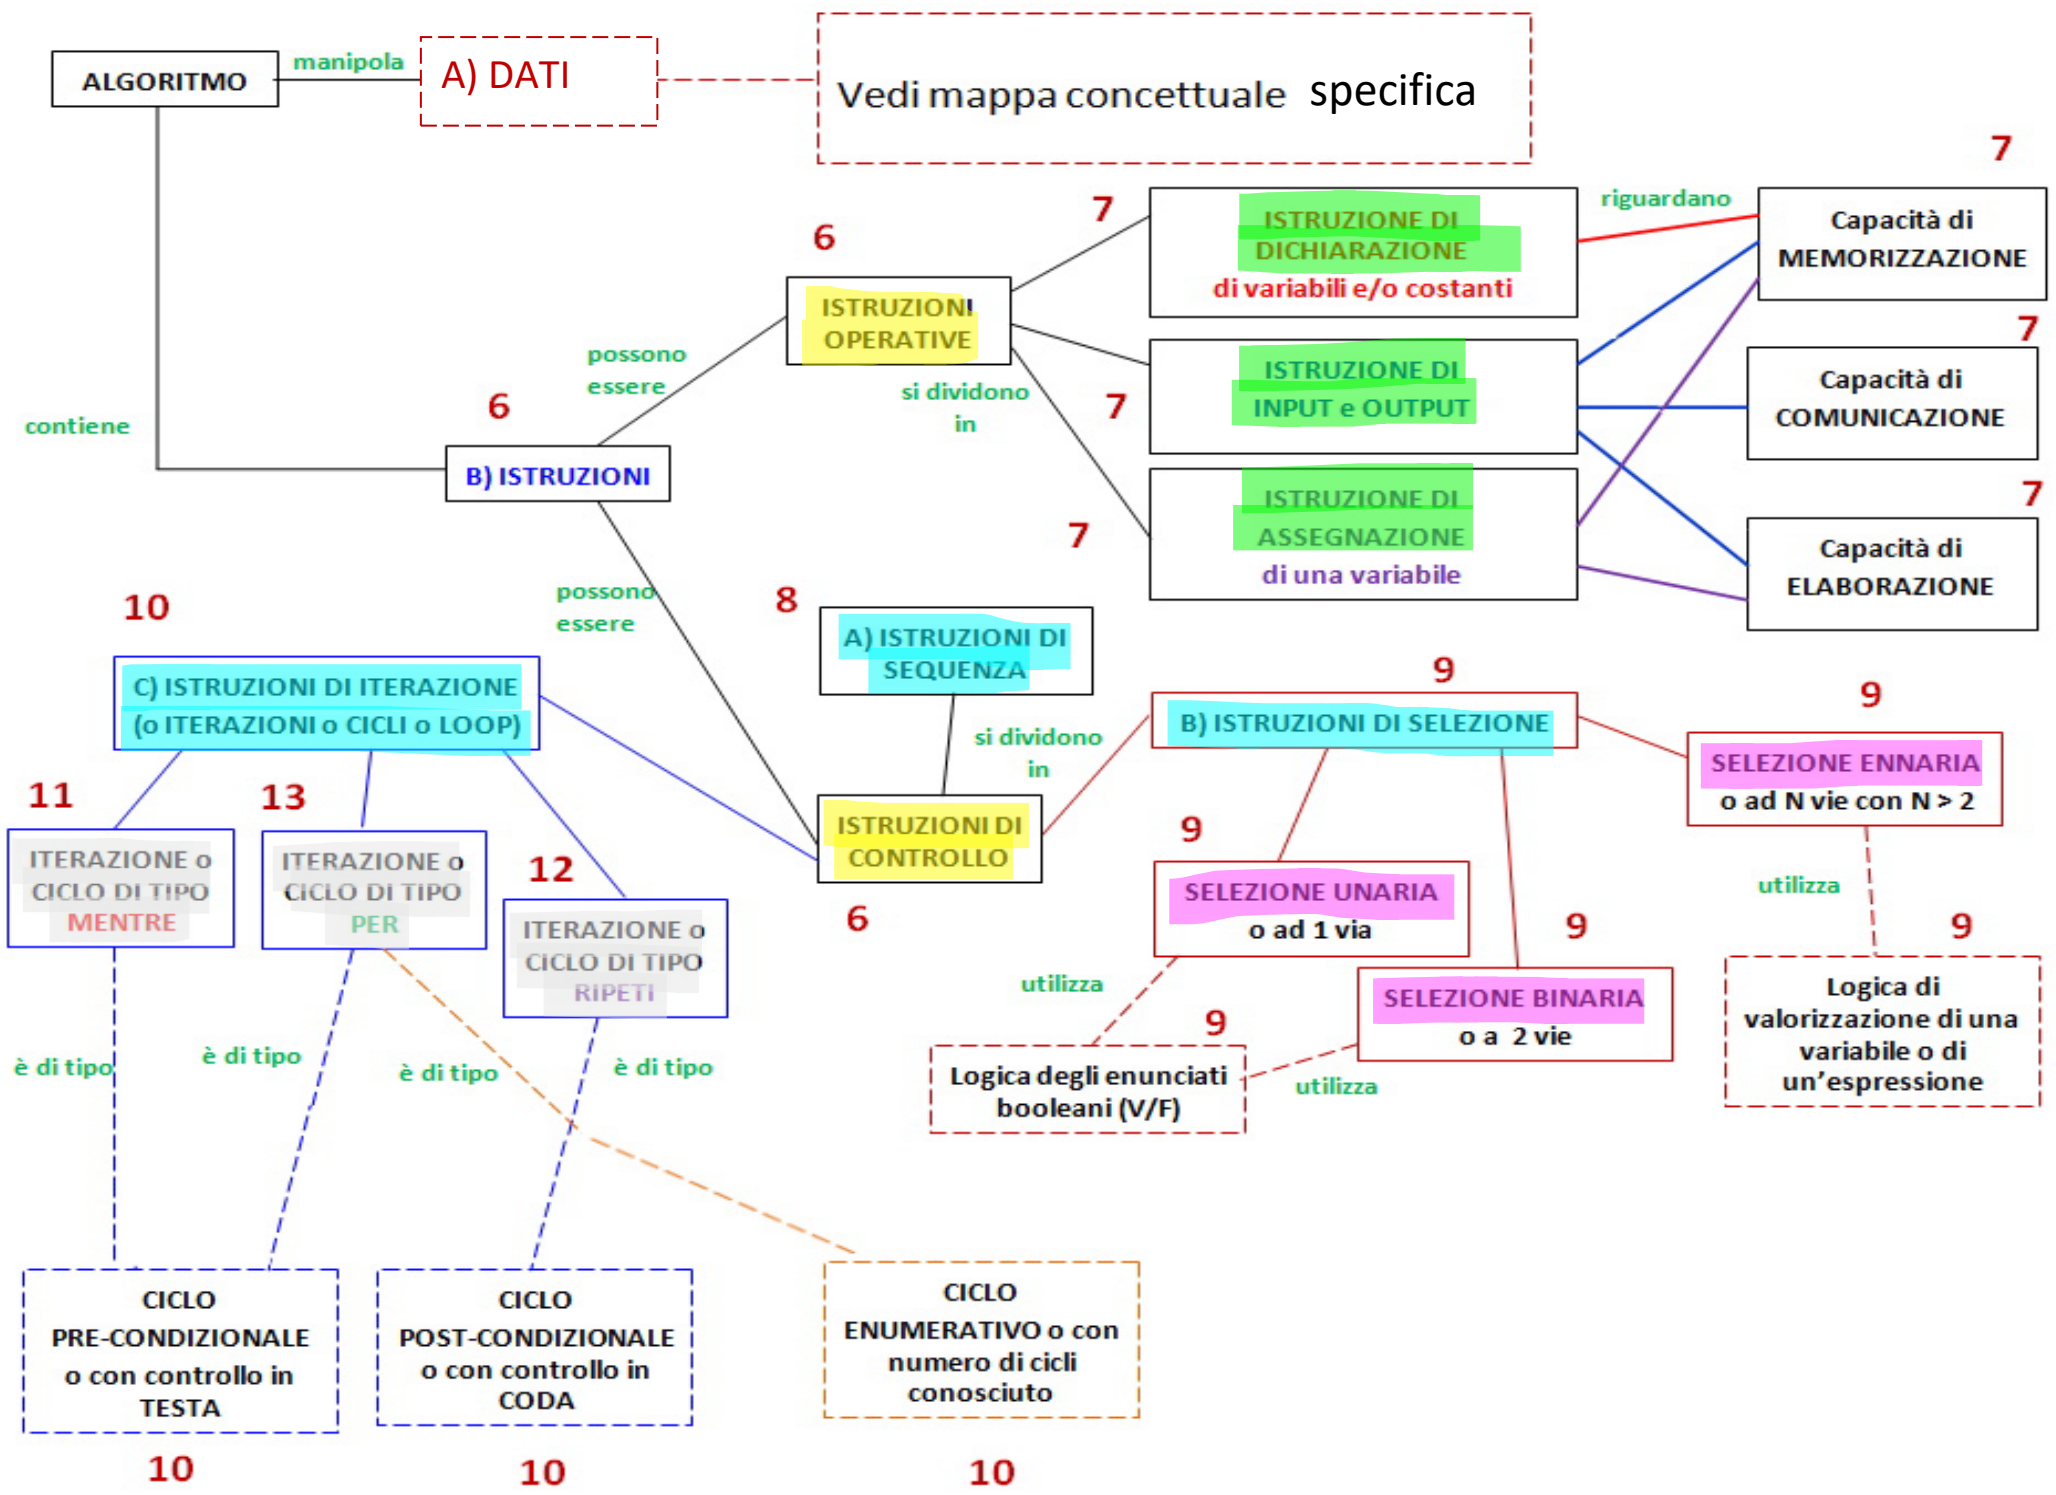 ALGORITMO
manipola
A) DATI
Vedi mappa concettuale specifica
7
7
ISTRUZIONE DI
DICHIARAZIONE
di variabili e/o costanti
riguardano
Capacità di
MEMORIZZAZIONE
6
ISTRUZIONI
OPERATIVE
possono
essere
si dividono
in
7
ISTRUZIONE DI
INPUT e OUTPUT
7
Capacità di
COMUNICAZIONE
contiene
6
B) ISTRUZIONI
7
ISTRUZIONE DI
ASSEGNAZIONE
di una variabile
7
Capacità di
ELABORAZIONE
possono
essere
10
8
A) ISTRUZIONI DI
SEQUENZA
C) ISTRUZIONI DI ITERAZIONE
(o ITERAZIONI o CICLI o LOOP)
si dividono
in
9
B) ISTRUZIONI DI SELEZIONE
9
SELEZIONE ENNARIA
o ad N vie con N > 2
11
ITERAZIONE o
CICLO DI TIPO
MENTRE
13
ITERAZIONE o
CICLO DI TIPO
PER
12
ITERAZIONE o
CICLO DI TIPO
RIPETI
ISTRUZIONI DI
CONTROLLO
6
9
SELEZIONE UNARIA
o ad 1 via
utilizza
9
SELEZIONE BINARIA
o a 2 vie
utilizza
9
Logica degli enunciati
booleani (V/F)
utilizza
9
Logica di
valorizzazione di una
variabile o di
un'espressione
è di tipo
è di tipo
è di tipo
è di tipo
CICLO
PRE-CONDIZIONALE
o con controllo in
TESTA
10
CICLO
POST-CONDIZIONALE
o con controllo in
CODA
10
CICLO
ENUMERATIVO o con
numero di cicli
conosciuto
10